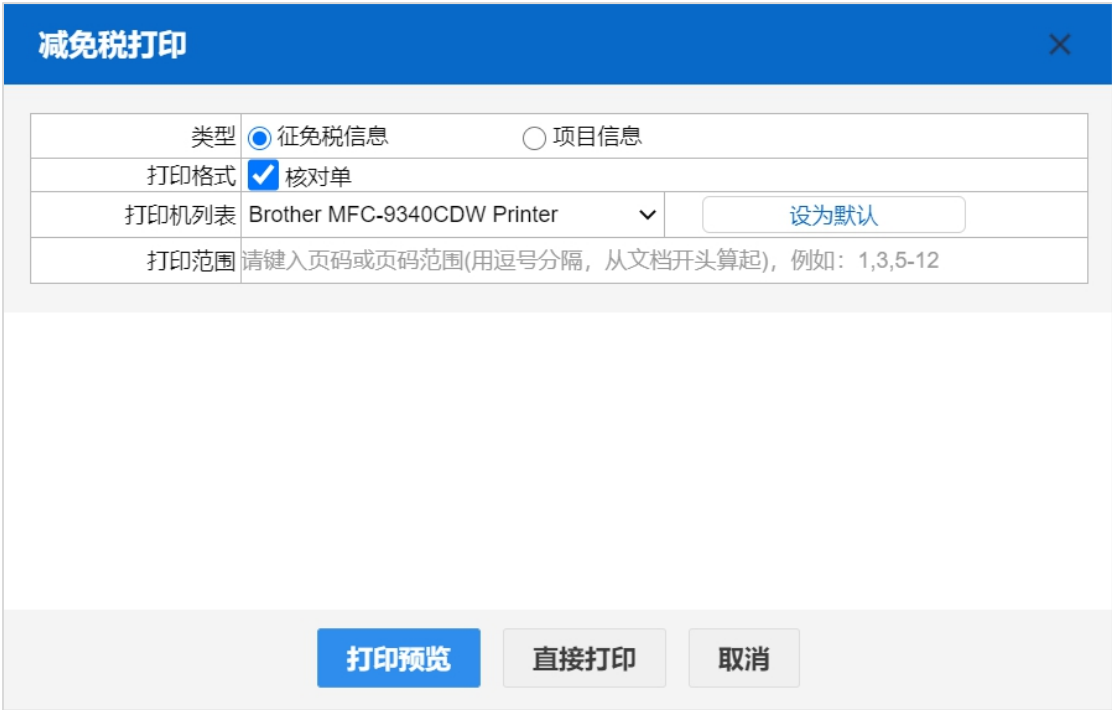 减免税打印
类型 征免税信息 项目信息
打印格式 核对单
打印机列表 Brother MFC-9340CDW Printer 设为默认
打印范围 请键入页码或页码范围(用逗号分隔，从文档开头算起)，例如：1,3,5-12
打印预览 直接打印 取消